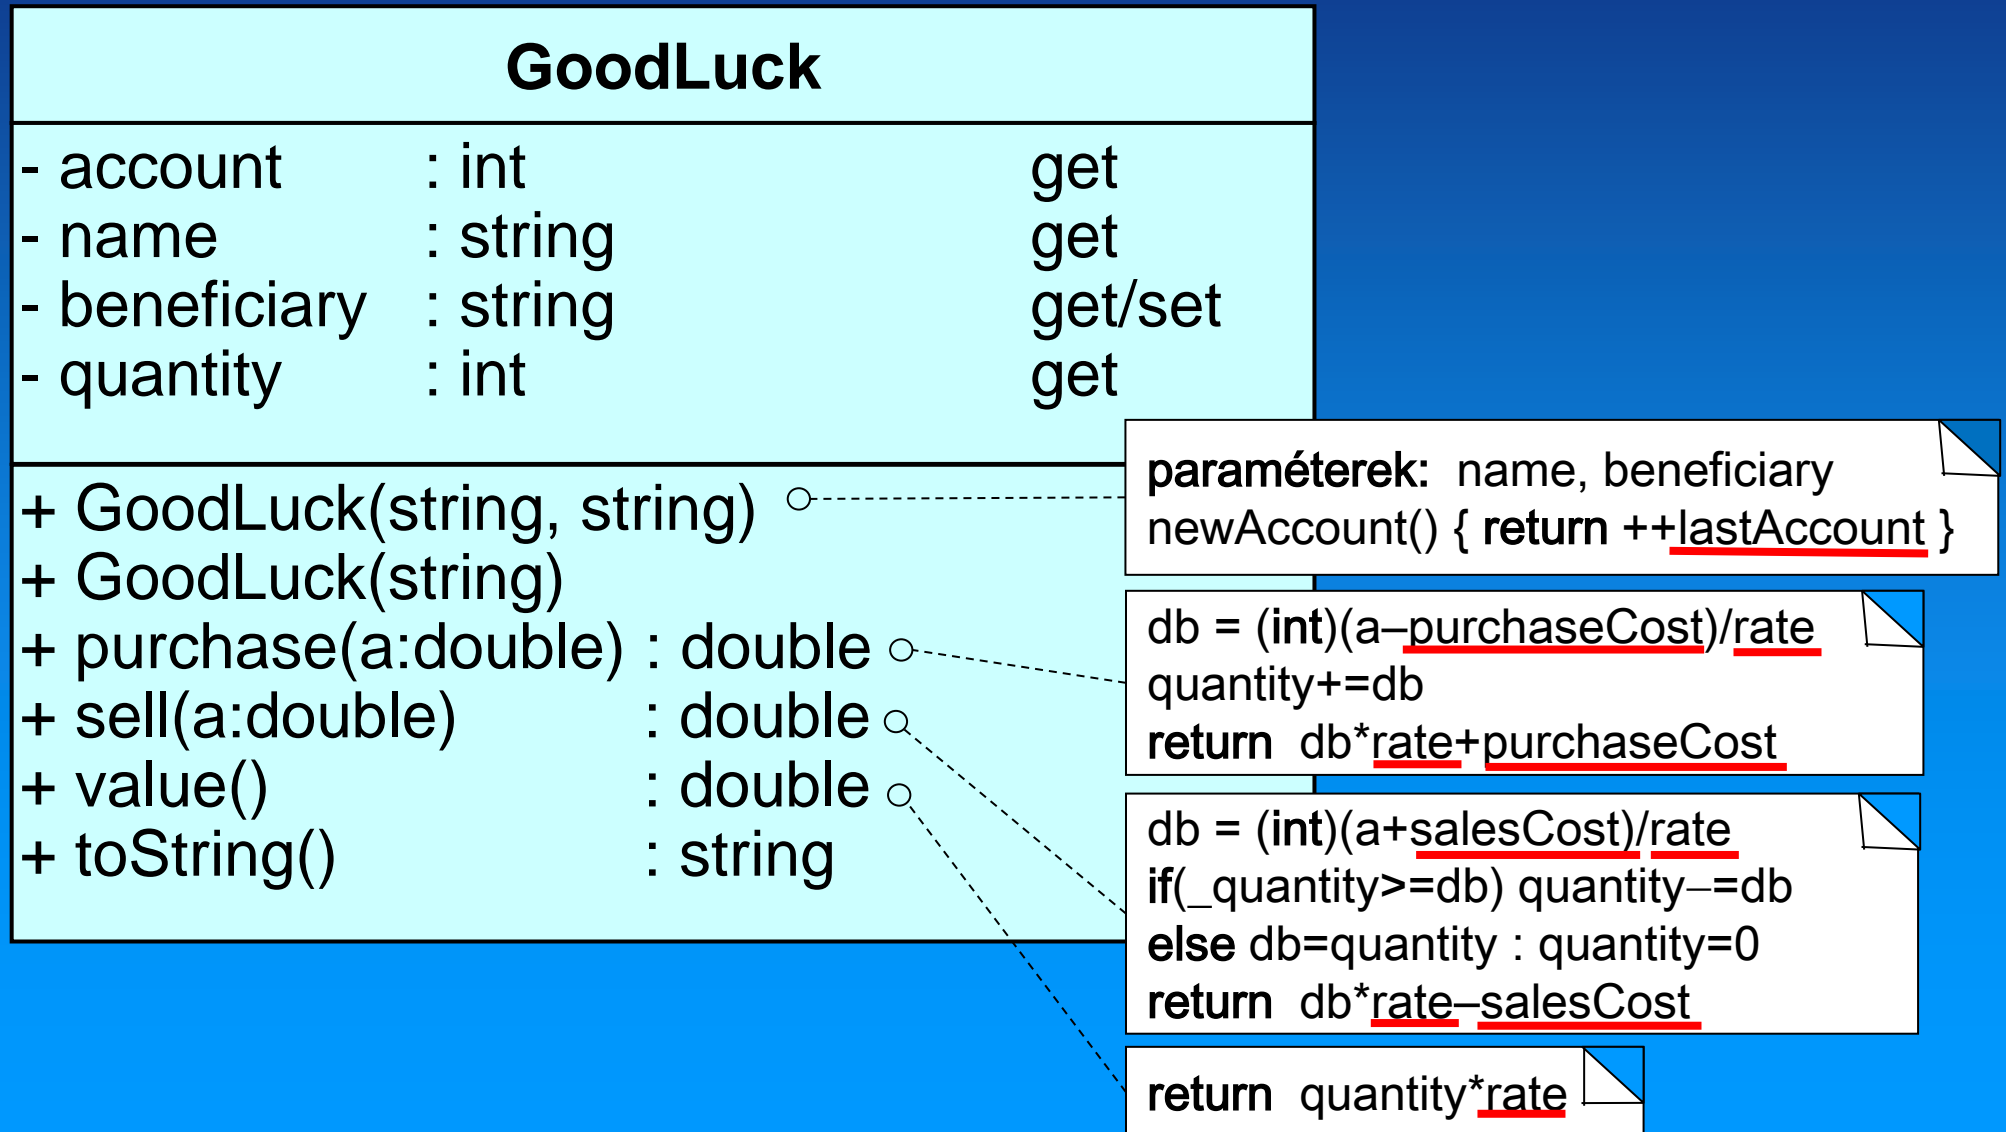 GoodLuck
- account : int get
- name : string get
- beneficiary : string get/set
- quantity : int get
+ GoodLuck(string, string)
+ GoodLuck(string)
+ purchase(a:double) : double
+ sell(a:double) : double
+ value() : double
+ toString() : string
paraméterek: name, beneficiary
newAccount() { return ++lastAccount }
db = (int)(a–purchaseCost)/rate
quantity+=db
return db*rate+purchaseCost
db = (int)(a+salesCost)/rate
if(_quantity>=db) quantity–=db
else db=quantity : quantity=0
return db*rate–salesCost
return quantity*rate